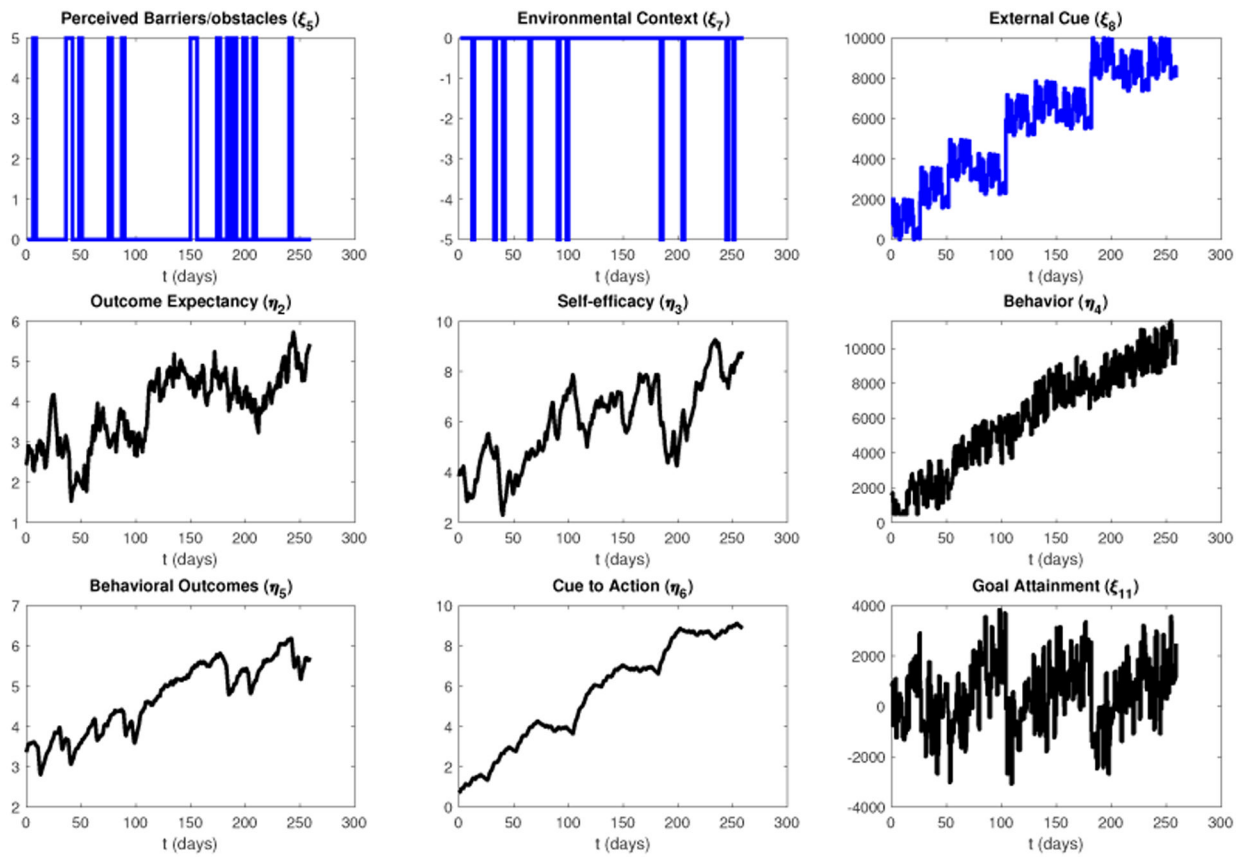 Perceived Barriers/obstacles (ξ5)
5
4
3
2
1
0
0 50 100 150 200 250 300
t (days)
Environmental Context (ξ7)
0
-1
-2
-3
-4
-5
0 50 100 150 200 250 300
t (days)
External Cue (ξ8)
10000
8000
6000
4000
2000
0
0 50 100 150 200 250 300
t (days)
Outcome Expectancy (η2)
6
5
4
3
2
1
0 50 100 150 200 250 300
t (days)
Self-efficacy (η3)
10
8
6
4
2
0 50 100 150 200 250 300
t (days)
Behavior (η4)
10000
8000
6000
4000
2000
0
0 50 100 150 200 250 300
t (days)
Behavioral Outcomes (η5)
7
6
5
4
3
2
0 50 100 150 200 250 300
t (days)
Cue to Action (η6)
10
8
6
4
2
0
0 50 100 150 200 250 300
t (days)
Goal Attainment (ξ11)
4000
2000
0
-2000
-4000
0 50 100 150 200 250 300
t (days)